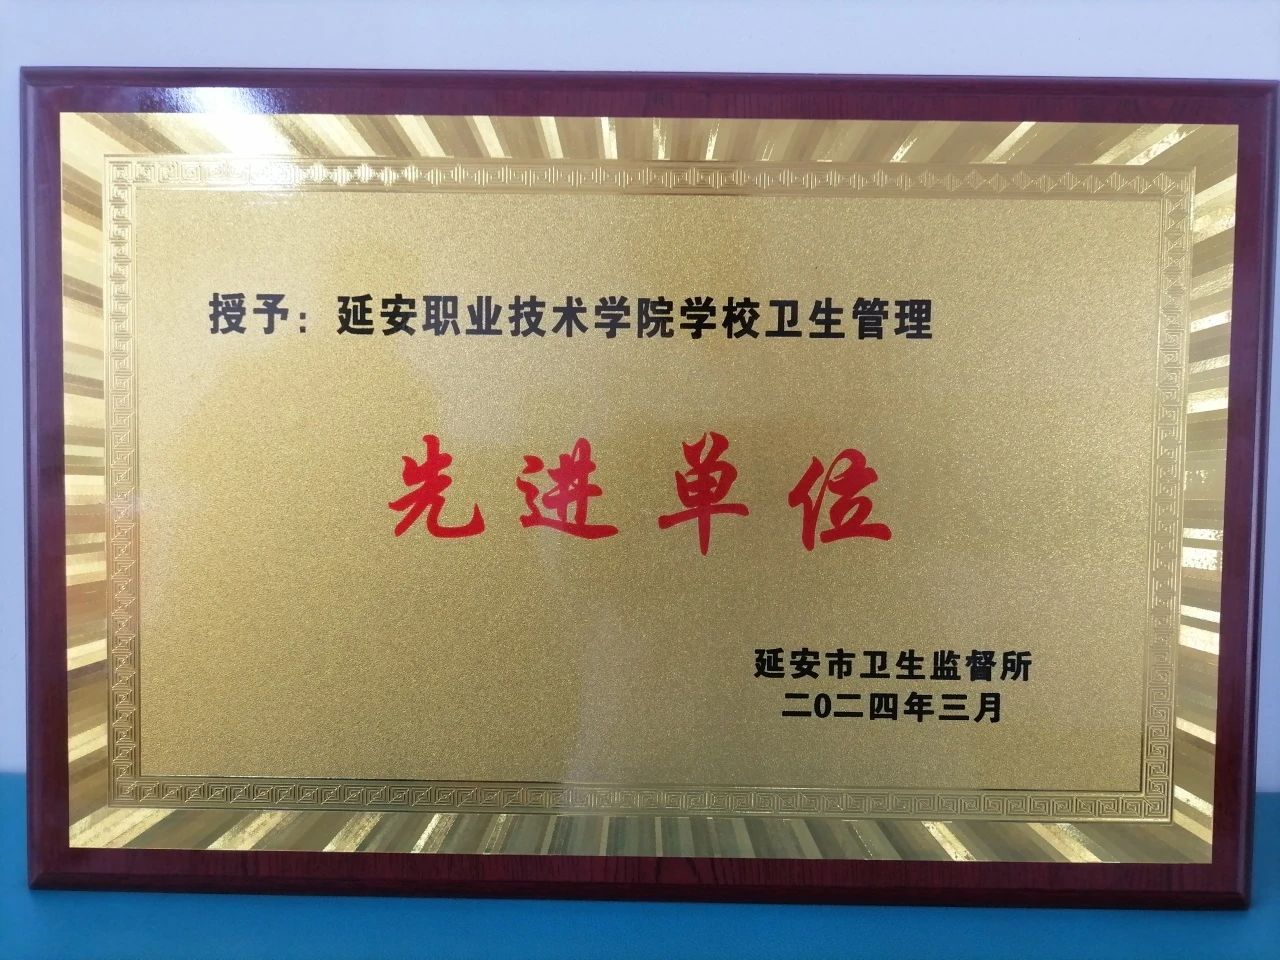 授予：延安职业技术学院学校卫生管理
先进单位
延安市卫生监督所
二0二四年三月